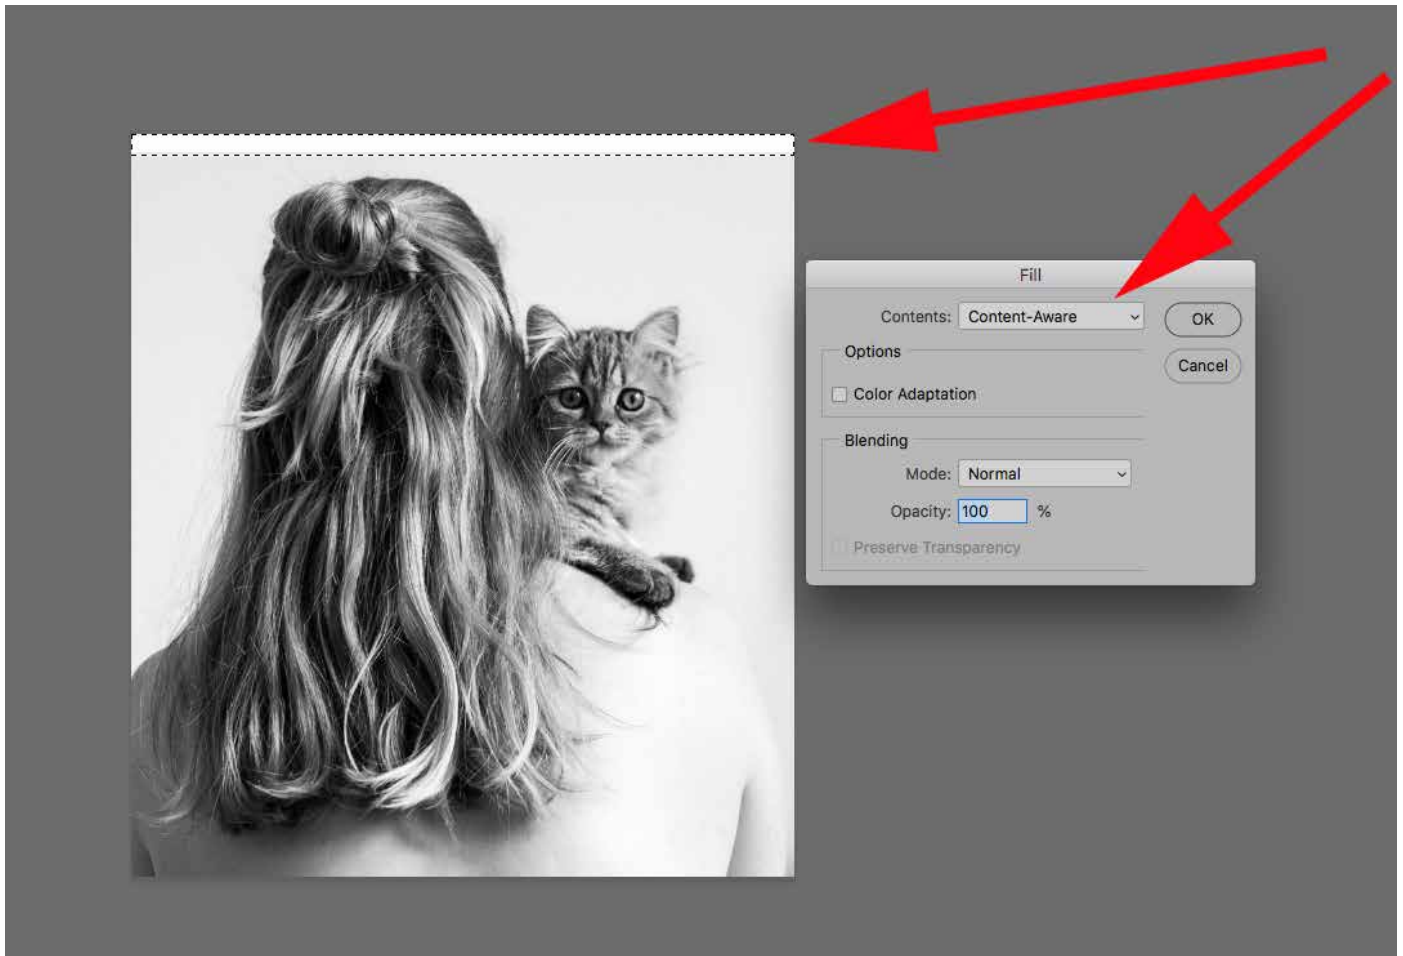 Fill
Contents: Content-Aware
OK
Options
Cancel
Color Adaptation
Blending
Mode: Normal
Opacity: 100 %
Preserve Transparency